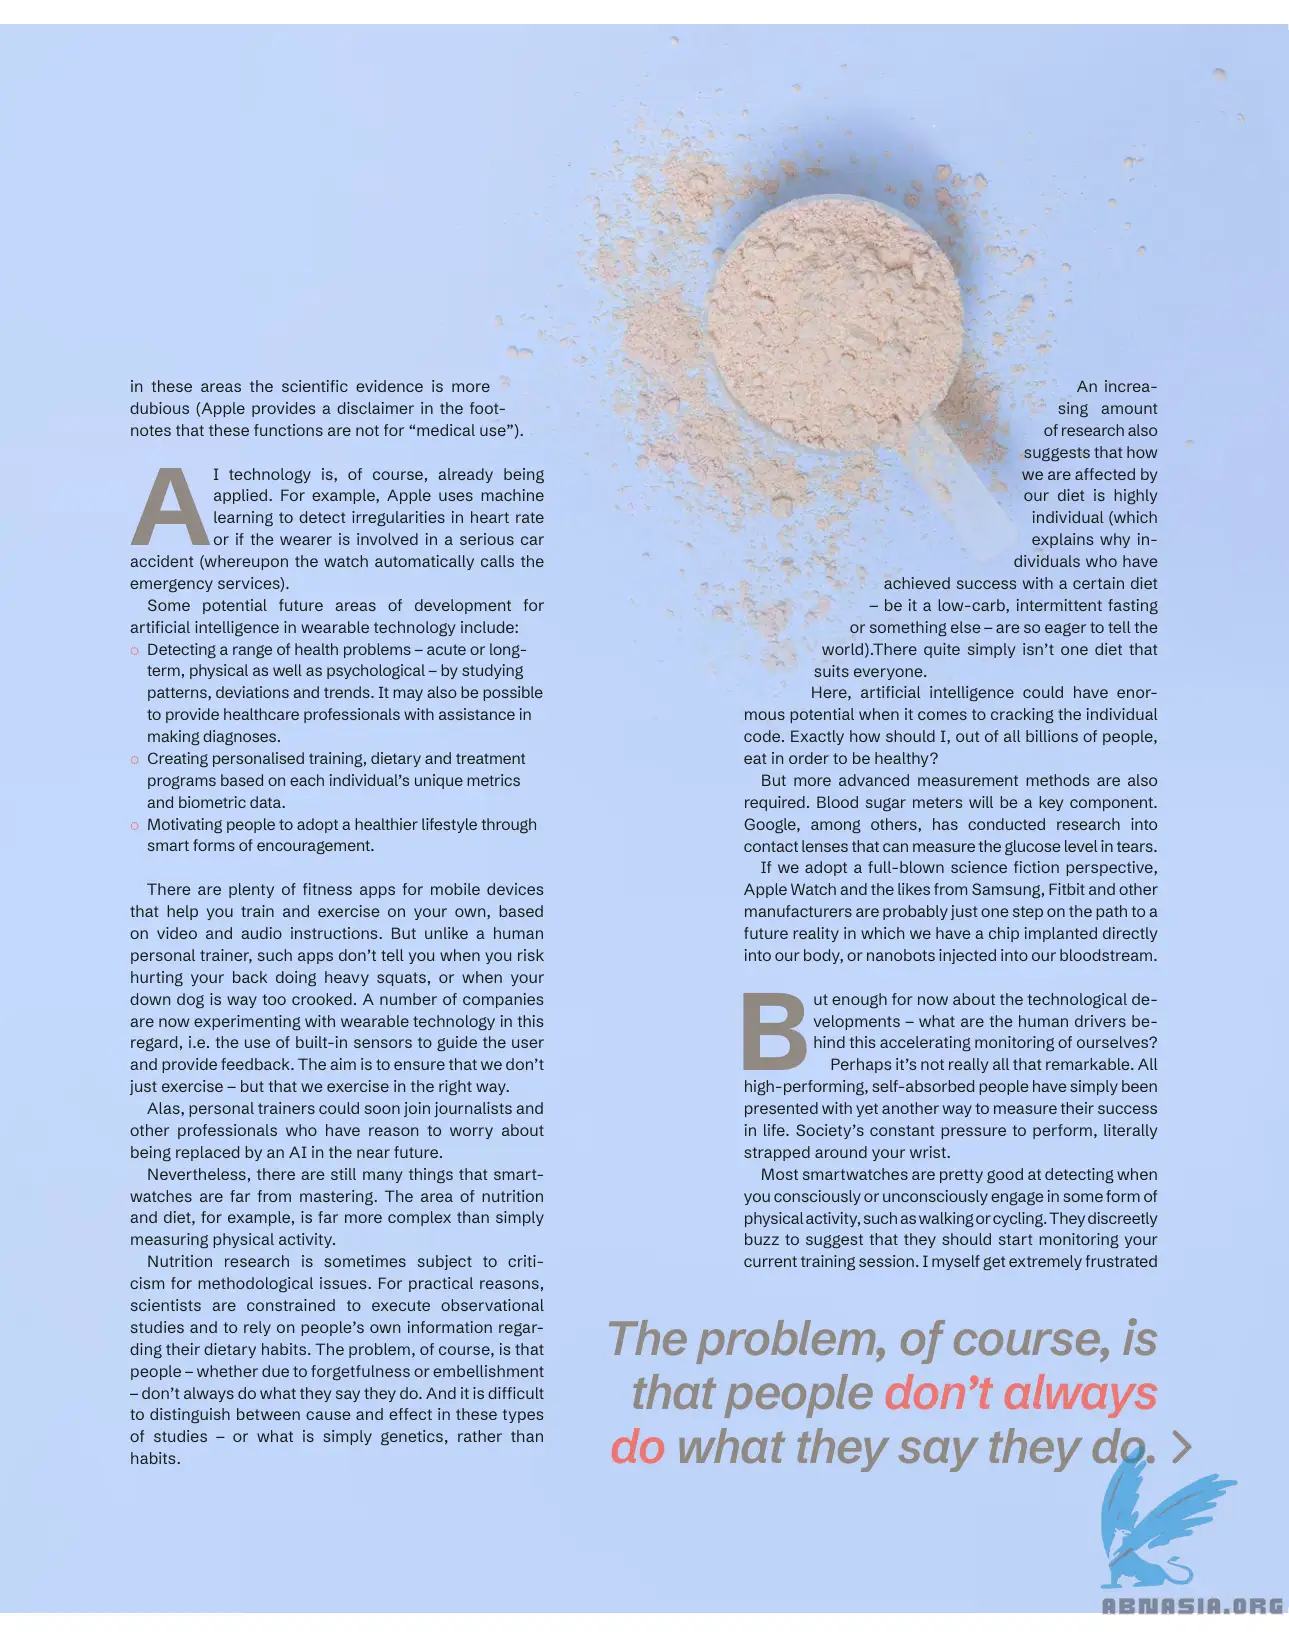 in these areas the scientific evidence is more
dubious (Apple provides a disclaimer in the foot-
notes that these functions are not for “medical use”).
AI technology is, of course, already being
applied. For example, Apple uses machine
learning to detect irregularities in heart rate
or if the wearer is involved in a serious car
accident (whereupon the watch automatically calls the
emergency services).
Some potential future areas of development for
artificial intelligence in wearable technology include:
○ Detecting a range of health problems – acute or long-
term, physical as well as psychological – by studying
patterns, deviations and trends. It may also be possible
to provide healthcare professionals with assistance in
making diagnoses.
○ Creating personalised training, dietary and treatment
programs based on each individual’s unique metrics
and biometric data.
○ Motivating people to adopt a healthier lifestyle through
smart forms of encouragement.
There are plenty of fitness apps for mobile devices
that help you train and exercise on your own, based
on video and audio instructions. But unlike a human
personal trainer, such apps don’t tell you when you risk
hurting your back doing heavy squats, or when your
down dog is way too crooked. A number of companies
are now experimenting with wearable technology in this
regard, i.e. the use of built-in sensors to guide the user
and provide feedback. The aim is to ensure that we don’t
just exercise – but that we exercise in the right way.
Alas, personal trainers could soon join journalists and
other professionals who have reason to worry about
being replaced by an AI in the near future.
Nevertheless, there are still many things that smart-
watches are far from mastering. The area of nutrition
and diet, for example, is far more complex than simply
measuring physical activity.
Nutrition research is sometimes subject to criti-
cism for methodological issues. For practical reasons,
scientists are constrained to execute observational
studies and to rely on people’s own information regar-
ding their dietary habits. The problem, of course, is that
people – whether due to forgetfulness or embellishment
– don’t always do what they say they do. And it is difficult
to distinguish between cause and effect in these types
of studies – or what is simply genetics, rather than
habits.
An increa-
sing amount
of research also
suggests that how
we are affected by
our diet is highly
individual (which
explains why in-
dividuals who have
achieved success with a certain diet
– be it a low-carb, intermittent fasting
or something else – are so eager to tell the
world).There quite simply isn’t one diet that
suits everyone.
Here, artificial intelligence could have enor-
mous potential when it comes to cracking the individual
code. Exactly how should I, out of all billions of people,
eat in order to be healthy?
But more advanced measurement methods are also
required. Blood sugar meters will be a key component.
Google, among others, has conducted research into
contact lenses that can measure the glucose level in tears.
If we adopt a full-blown science fiction perspective,
Apple Watch and the likes from Samsung, Fitbit and other
manufacturers are probably just one step on the path to a
future reality in which we have a chip implanted directly
into our body, or nanobots injected into our bloodstream.
But enough for now about the technological de-
velopments – what are the human drivers be-
hind this accelerating monitoring of ourselves?
Perhaps it’s not really all that remarkable. All
high-performing, self-absorbed people have simply been
presented with yet another way to measure their success
in life. Society’s constant pressure to perform, literally
strapped around your wrist.
Most smartwatches are pretty good at detecting when
you consciously or unconsciously engage in some form of
physical activity, such as walking or cycling. They discreetly
buzz to suggest that they should start monitoring your
current training session. I myself get extremely frustrated
The problem, of course, is
that people don’t always
do what they say they do. >
ABNASIA.ORG